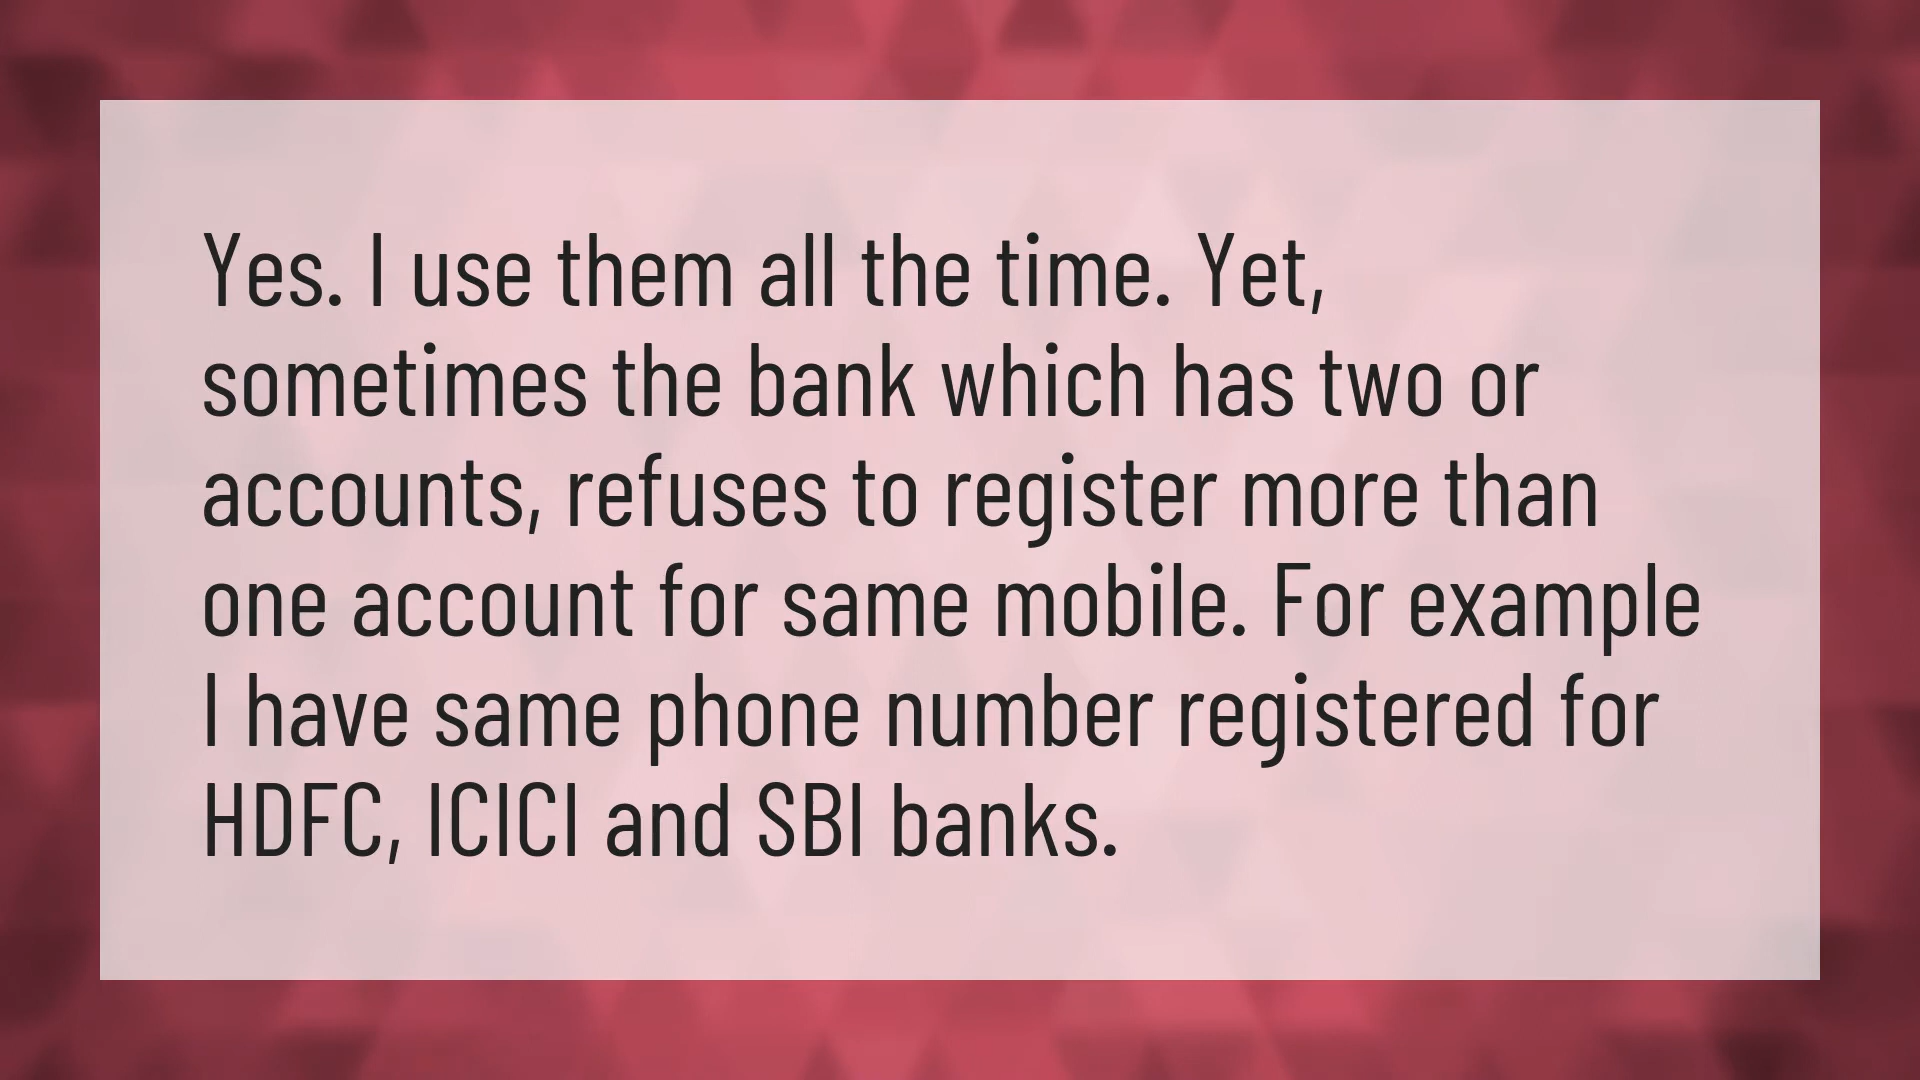 Yes. I use them all the time. Yet,
sometimes the bank which has two or
accounts, refuses to register more than
one account for same mobile. For example
I have same phone number registered for
HDFC, ICICI and SBI banks.